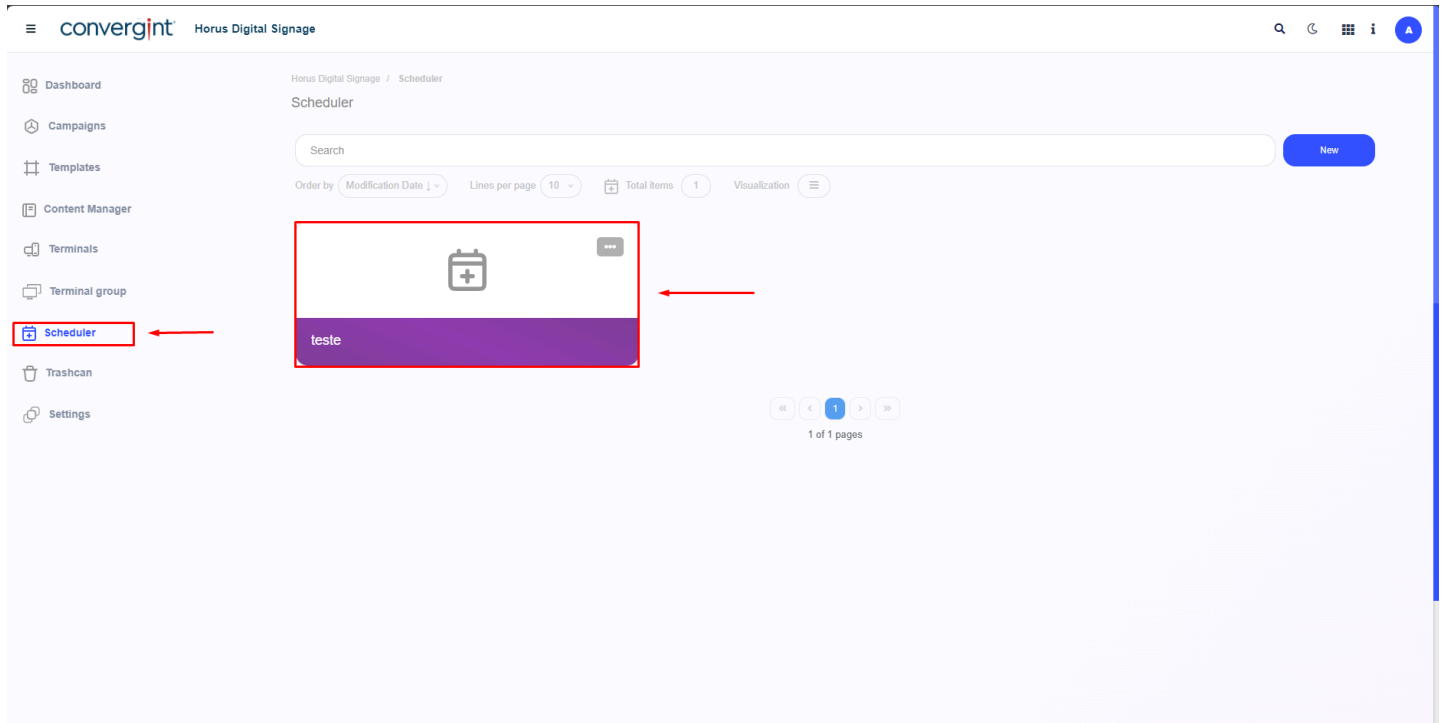 convergint Horus Digital Signage
i A
Dashboard
Campaigns
Templates
Content Manager
Terminals
Terminal group
Scheduler
Trashcan
Settings
Horus Digital Signage / Scheduler
Scheduler
Search
New
Order by Modification Date ↓ Lines per page 10 Total items 1 Visualization
teste
« ‹ 1 › »
1 of 1 pages